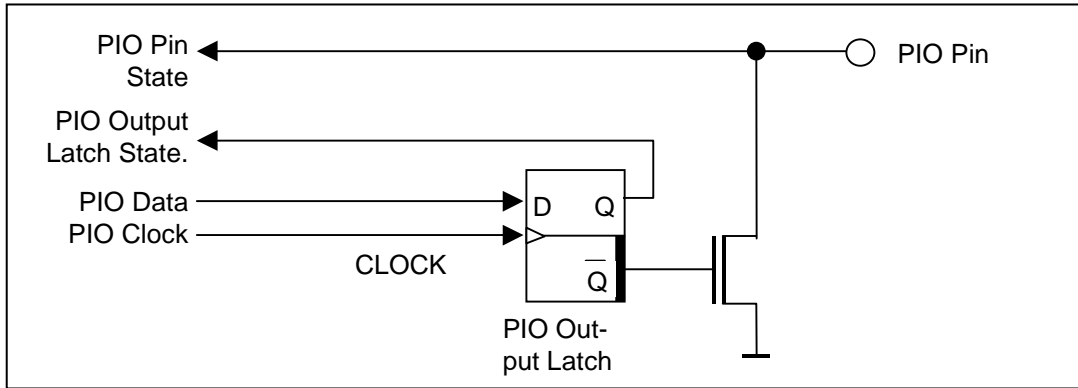 PIO Pin
State
PIO Pin
PIO Output
Latch State.
PIO Data
PIO Clock
CLOCK
D
Q
Q̅
PIO Out-
put Latch